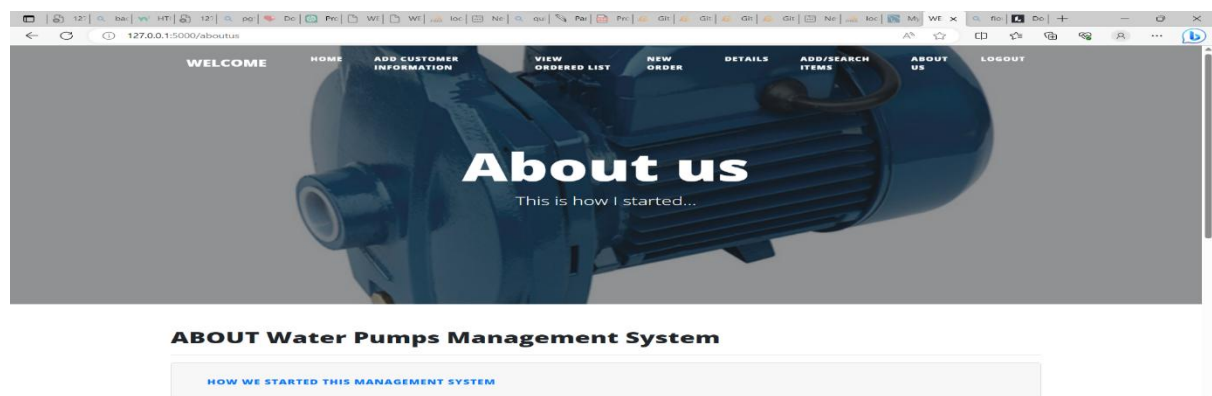 127.0.0.1:5000/aboutus
WELCOME
HOME
ADD CUSTOMER
INFORMATION
VIEW
ORDERED LIST
NEW
ORDER
DETAILS
ADD/SEARCH
ITEMS
ABOUT
US
LOGOUT
About us
This is how I started...
ABOUT Water Pumps Management System
HOW WE STARTED THIS MANAGEMENT SYSTEM